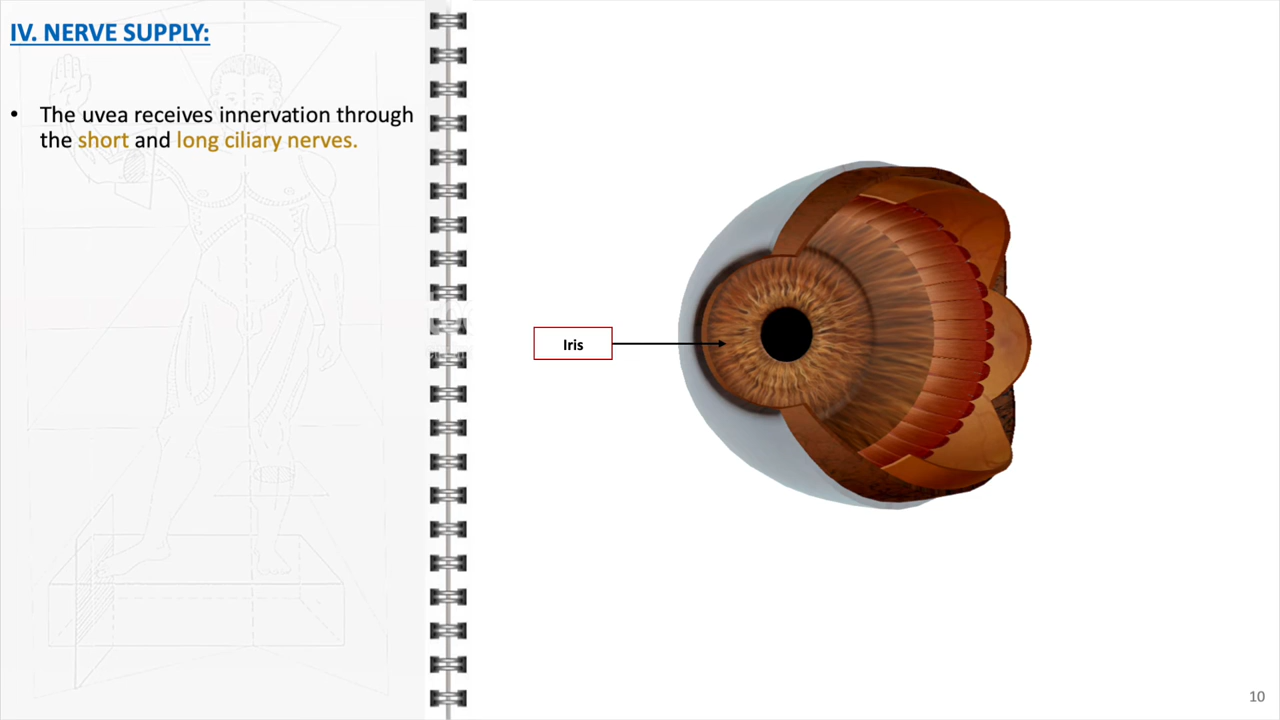 IV. NERVE SUPPLY:
• The uvea receives innervation through
the short and long ciliary nerves.
Iris
10